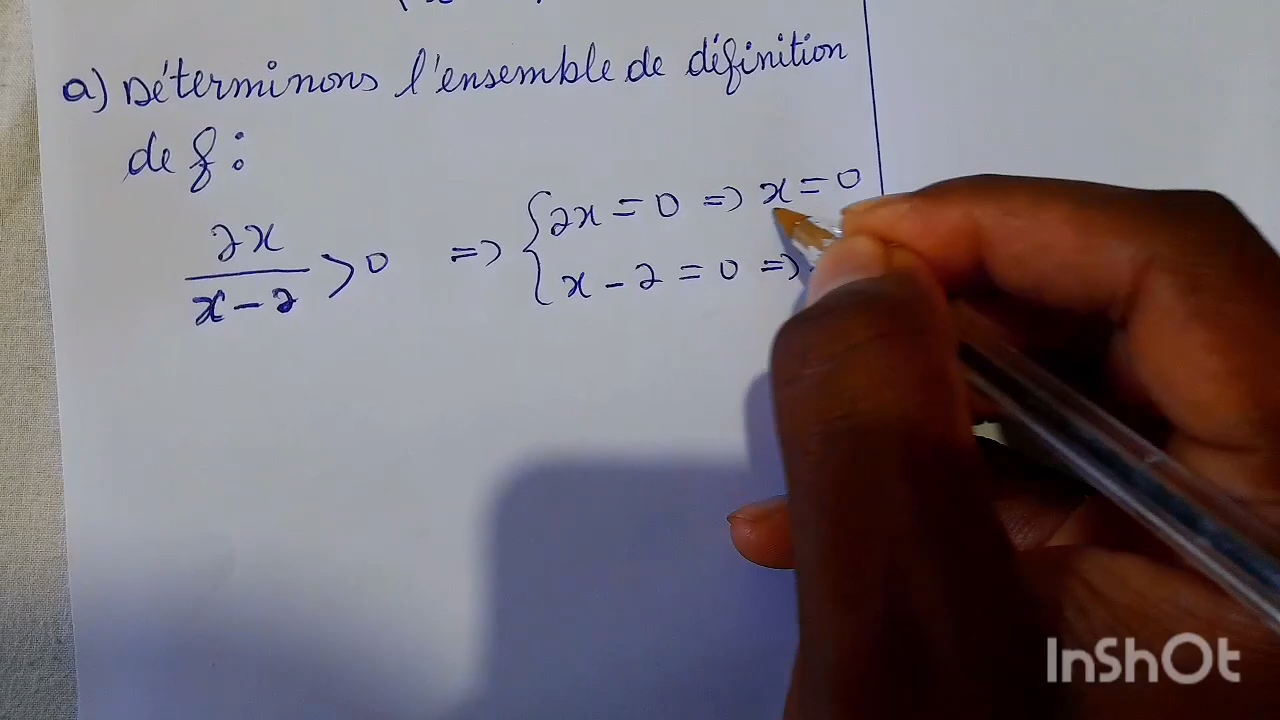 a) Déterminons l'ensemble de définition
de f :
2x / x - 2 > 0 => { 2x = 0 => x = 0
x - 2 = 0 =>
InShOt